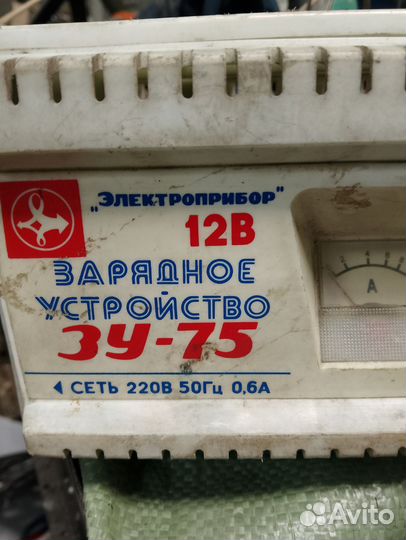 „Электроприбор"
12В
ЗАРЯДНОЕ
УСТРОЙСТВО
ЗУ-75
СЕТЬ 220В 50Гц 0,6А
А
Avito